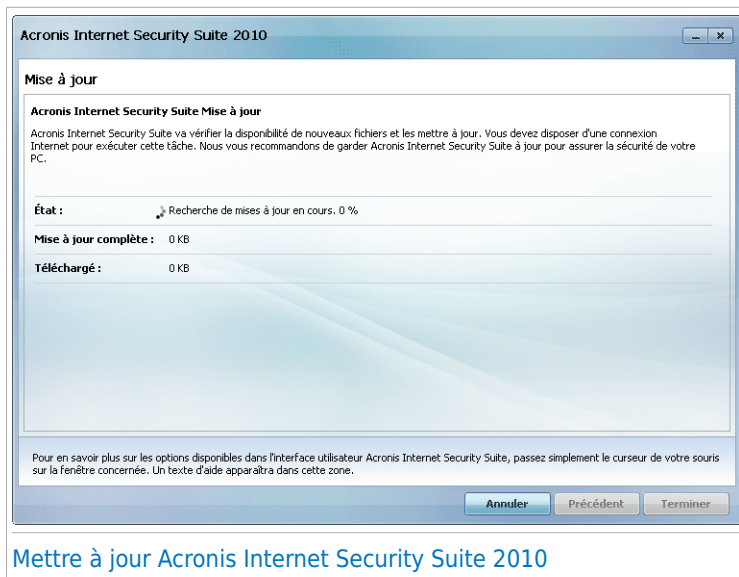 Acronis Internet Security Suite 2010
Mise à jour
Acronis Internet Security Suite Mise à jour
Acronis Internet Security Suite va vérifier la disponibilité de nouveaux fichiers et les mettre à jour. Vous devez disposer d'une connexion
Internet pour exécuter cette tâche. Nous vous recommandons de garder Acronis Internet Security Suite à jour pour assurer la sécurité de votre
PC.
État : Recherche de mises à jour en cours. 0 %
Mise à jour complète : 0 KB
Téléchargé : 0 KB
Pour en savoir plus sur les options disponibles dans l'interface utilisateur Acronis Internet Security Suite, passez simplement le curseur de votre souris
sur la fenêtre concernée. Un texte d'aide apparaîtra dans cette zone.
Annuler Précédent Terminer
Mettre à jour Acronis Internet Security Suite 2010